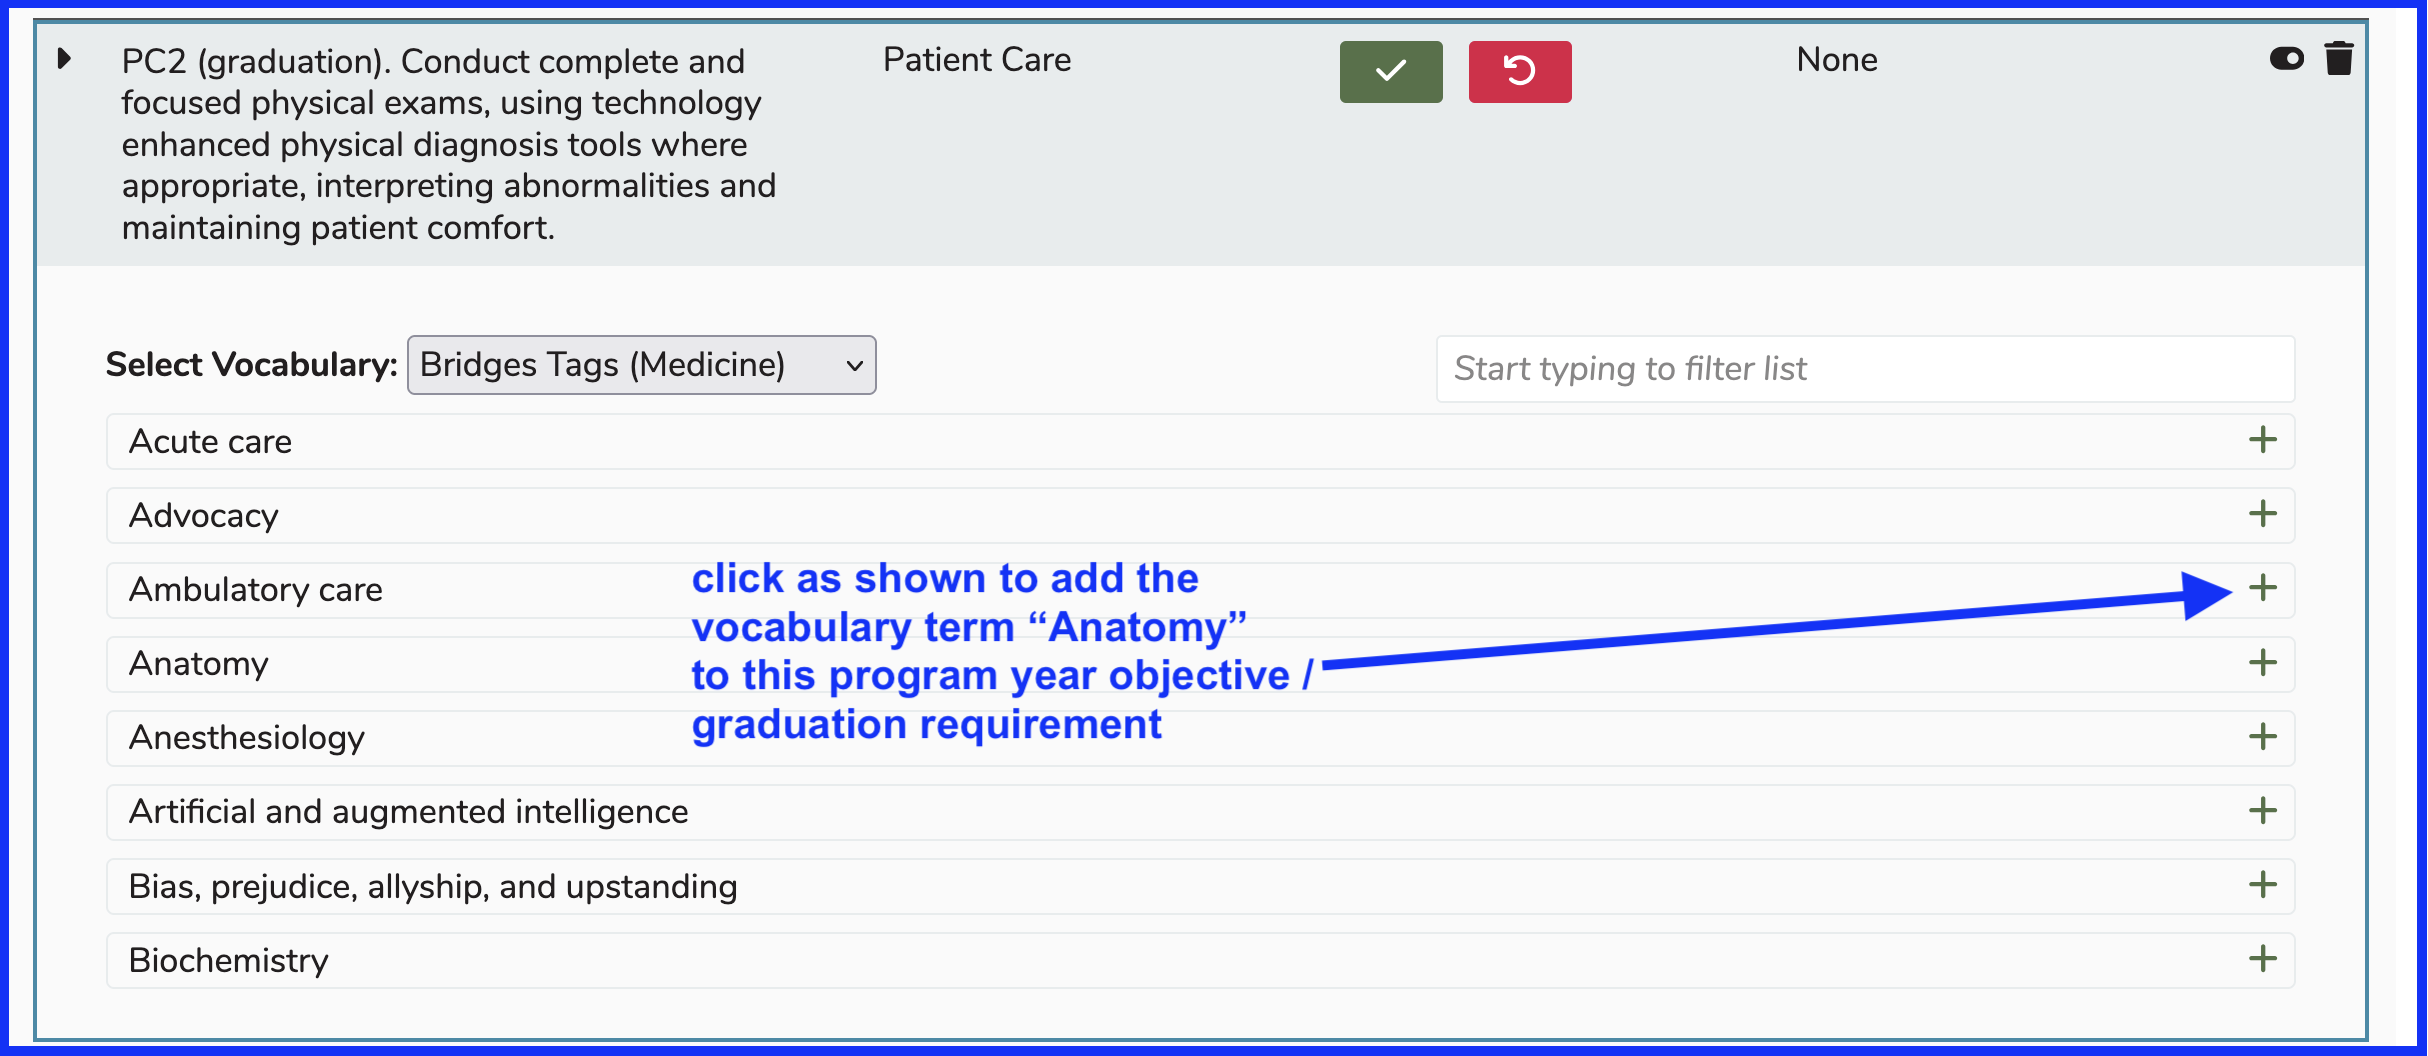 PC2 (graduation). Conduct complete and
focused physical exams, using technology
enhanced physical diagnosis tools where
appropriate, interpreting abnormalities and
maintaining patient comfort.
Patient Care
None
Select Vocabulary: Bridges Tags (Medicine)
Start typing to filter list
Acute care
Advocacy
Ambulatory care
Anatomy
Anesthesiology
Artificial and augmented intelligence
Bias, prejudice, allyship, and upstanding
Biochemistry
click as shown to add the
vocabulary term “Anatomy”
to this program year objective /
graduation requirement